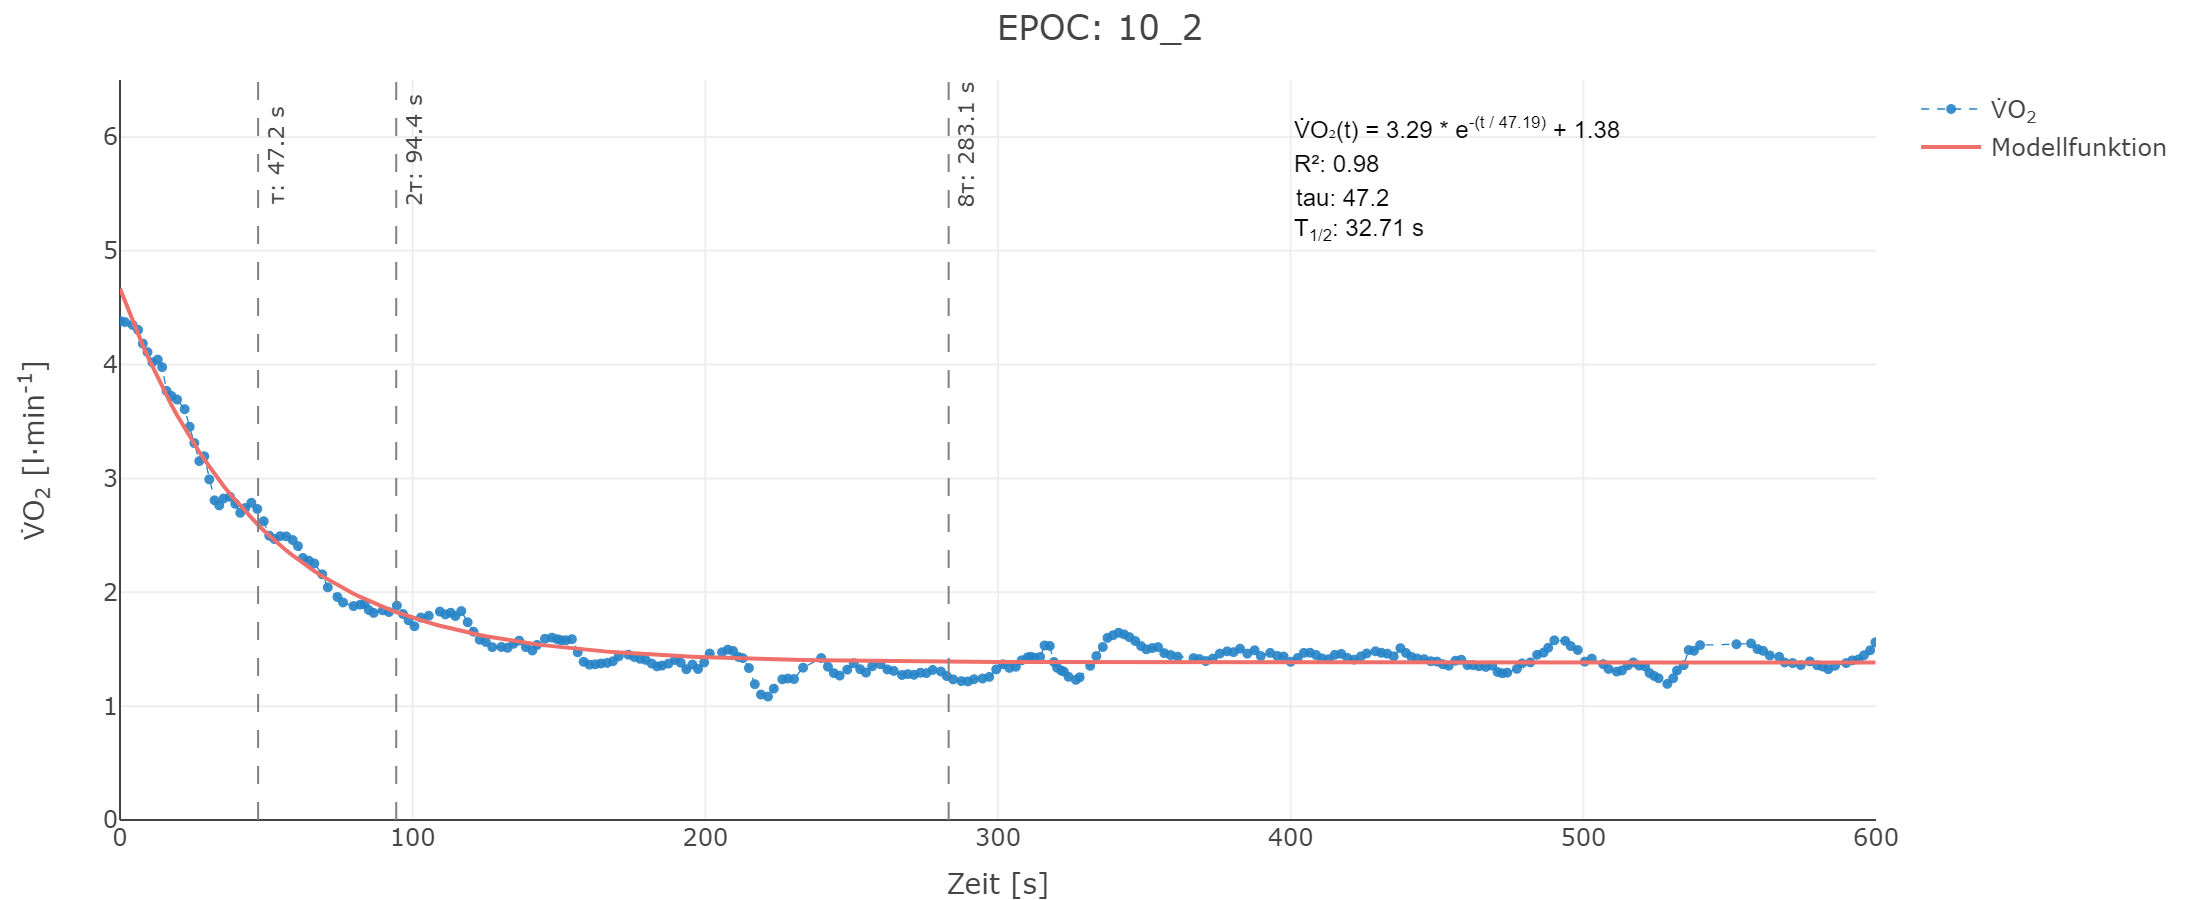 EPOC: 10_2
τ: 47.2 s
2τ: 94.4 s
8τ: 283.1 s
V̇O₂(t) = 3.29 * e^-(t / 47.19) + 1.38
R²: 0.98
tau: 47.2
T1/2: 32.71 s
V̇O₂
Modellfunktion
V̇O₂ [l·min⁻¹]
6
5
4
3
2
1
0
0 100 200 300 400 500 600
Zeit [s]